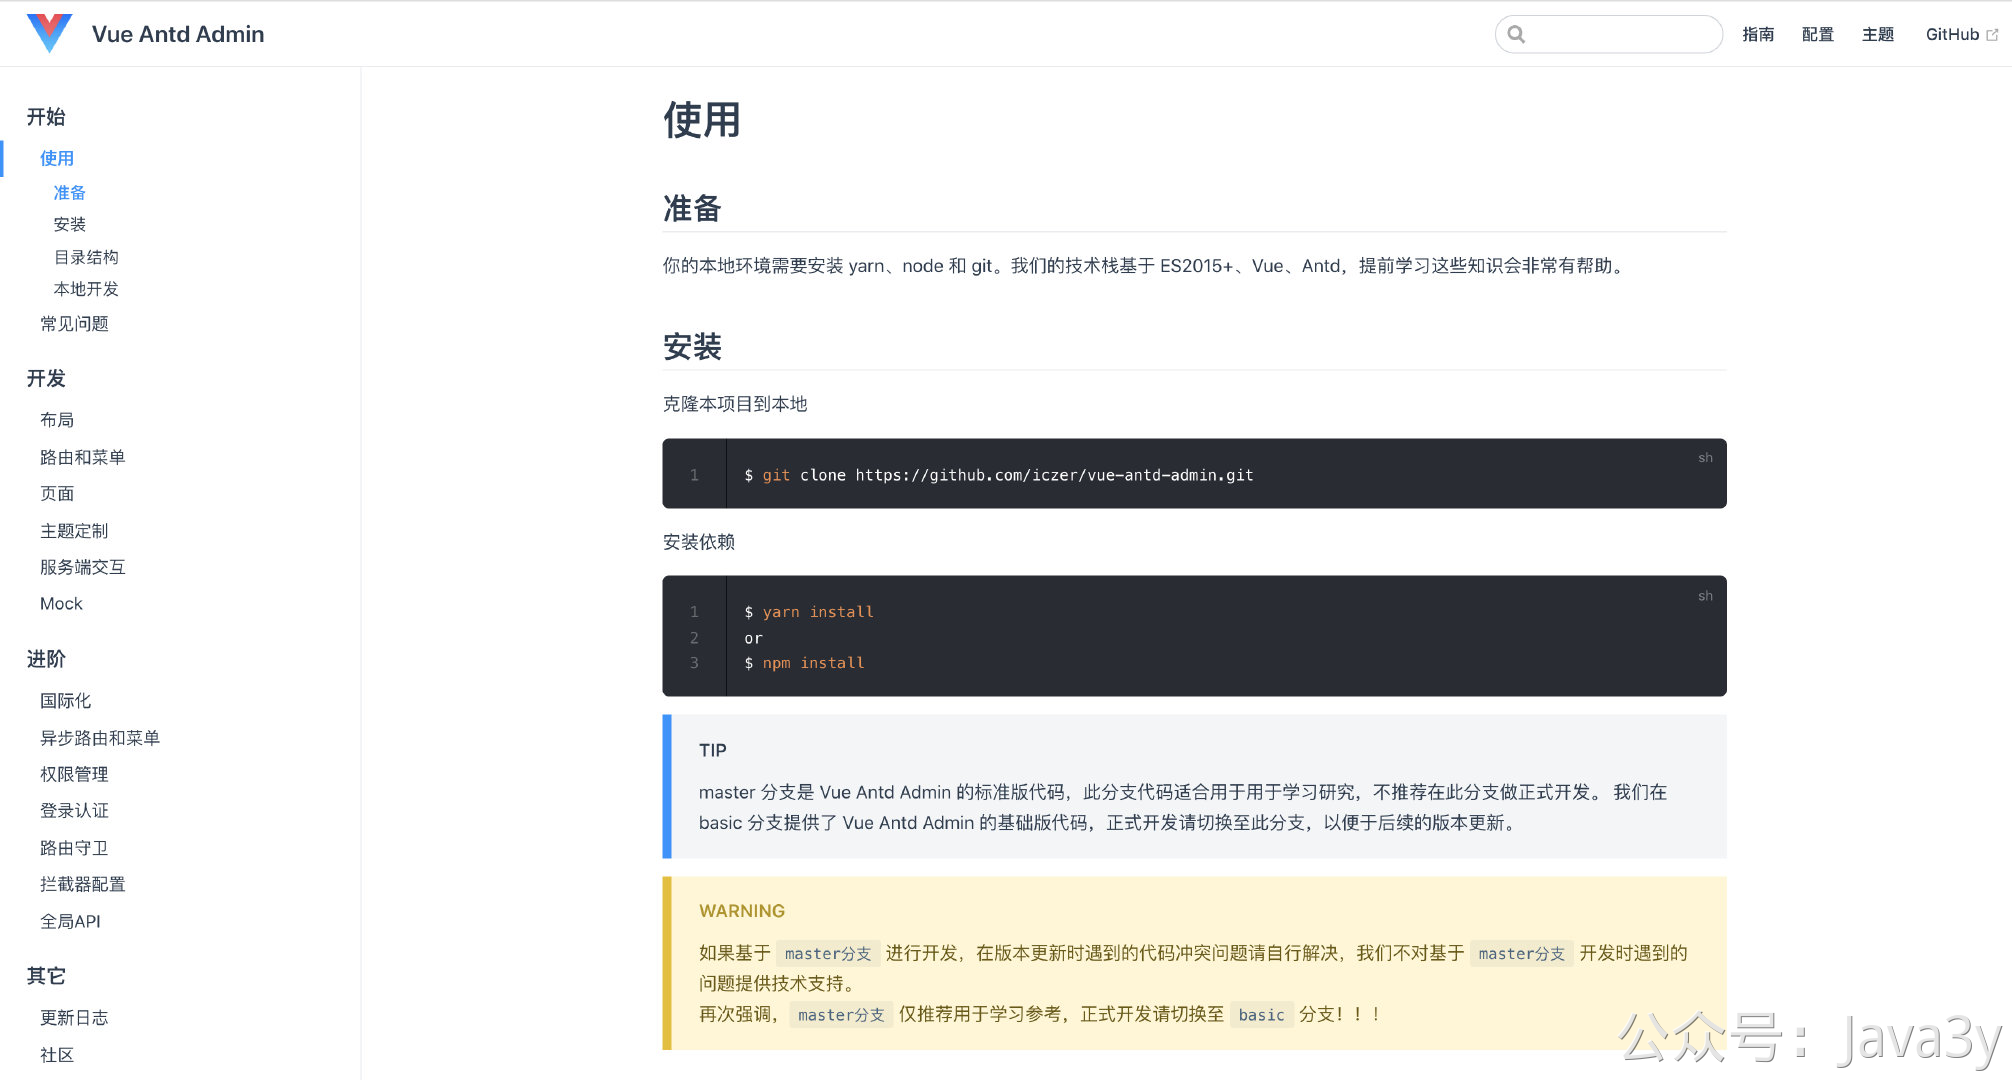 Vue Antd Admin
指南 配置 主题 GitHub
开始
使用
准备
安装
目录结构
本地开发
常见问题
开发
布局
路由和菜单
页面
主题定制
服务端交互
Mock
进阶
国际化
异步路由和菜单
权限管理
登录认证
路由守卫
拦截器配置
全局API
其它
更新日志
社区
使用
准备
你的本地环境需要安装 yarn、node 和 git。我们的技术栈基于 ES2015+、Vue、Antd，提前学习这些知识会非常有帮助。
安装
克隆本项目到本地
sh
1 $ git clone https://github.com/iczer/vue-antd-admin.git
安装依赖
sh
1 $ yarn install
2 or
3 $ npm install
TIP
master 分支是 Vue Antd Admin 的标准版代码，此分支代码适合用于用于学习研究，不推荐在此分支做正式开发。 我们在
basic 分支提供了 Vue Antd Admin 的基础版代码，正式开发请切换至此分支，以便于后续的版本更新。
WARNING
如果基于 master分支 进行开发，在版本更新时遇到的代码冲突问题请自行解决，我们不对基于 master分支 开发时遇到的
问题提供技术支持。
再次强调， master分支 仅推荐用于学习参考，正式开发请切换至 basic 分支！！！
公众号：Java3y